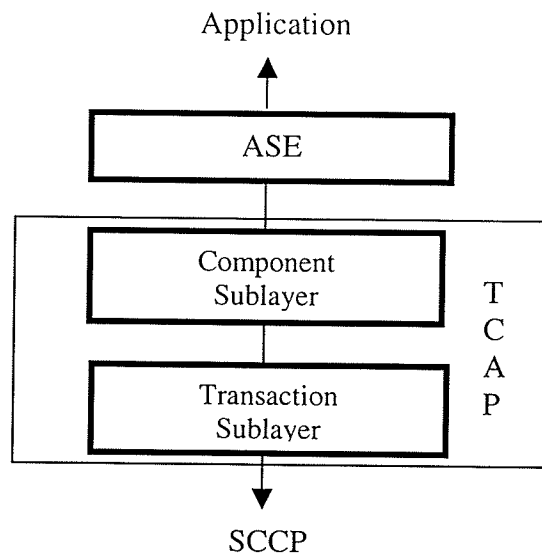 Application
ASE
Component
Sublayer
T
C
A
P
Transaction
Sublayer
SCCP